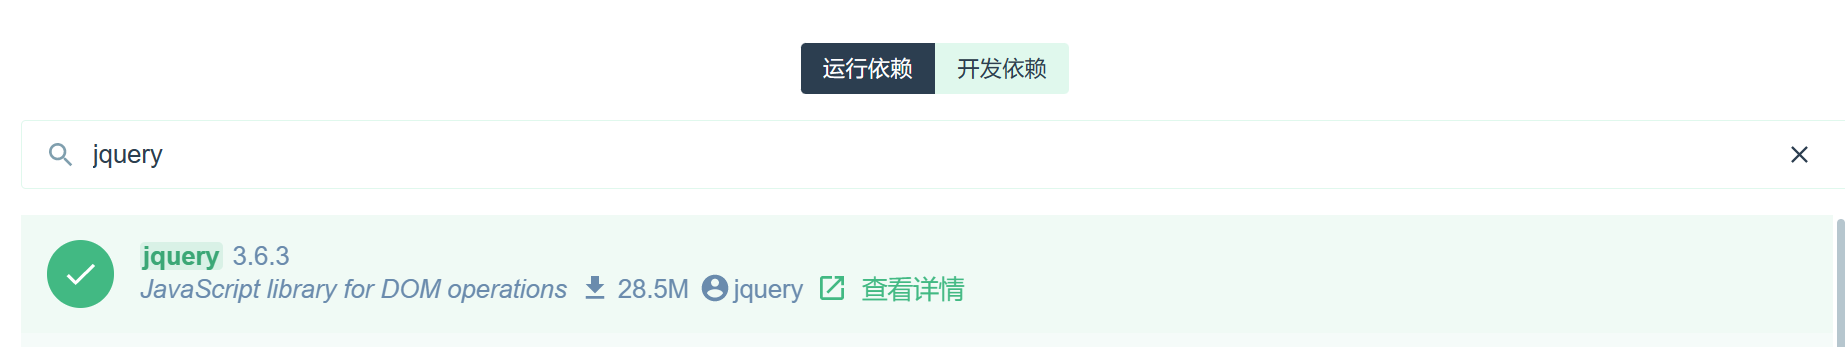 运行依赖 开发依赖
jquery
jquery 3.6.3
JavaScript library for DOM operations 28.5M jquery 查看详情